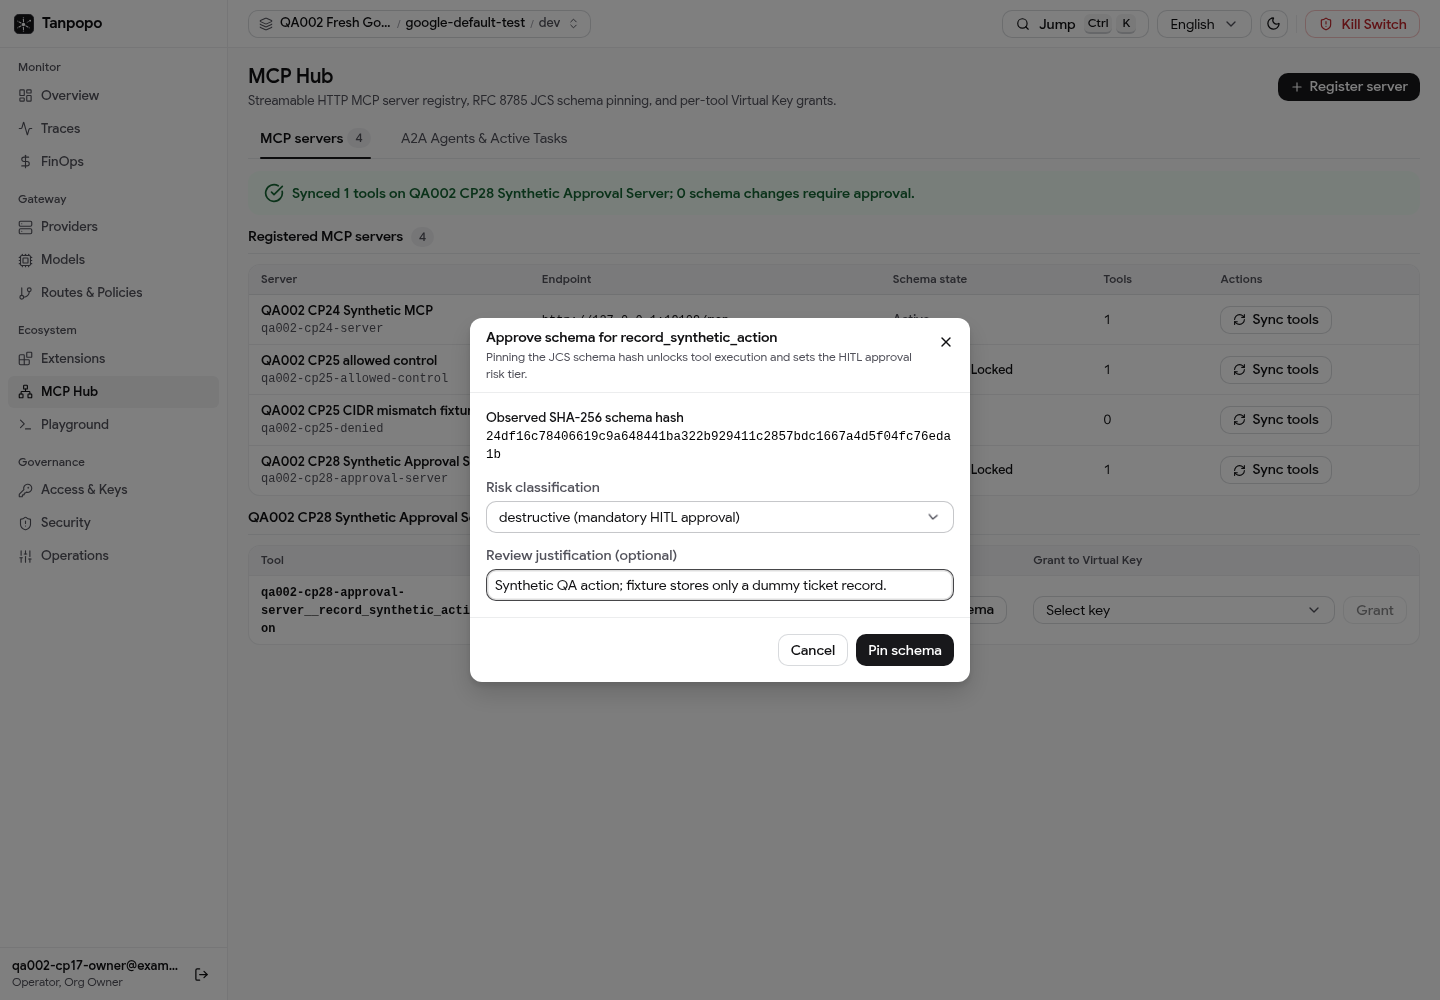 Tanpopo
QA002 Fresh Go... / google-default-test / dev
Jump Ctrl K
English
Kill Switch
Monitor
Overview
Traces
FinOps
Gateway
Providers
Models
Routes & Policies
Ecosystem
Extensions
MCP Hub
Playground
Governance
Access & Keys
Security
Operations
qa002-cp17-owner@exam...
Operator, Org Owner
MCP Hub
Streamable HTTP MCP server registry, RFC 8785 JCS schema pinning, and per-tool Virtual Key grants.
+ Register server
MCP servers 4
A2A Agents & Active Tasks
Synced 1 tools on QA002 CP28 Synthetic Approval Server; 0 schema changes require approval.
Registered MCP servers 4
Server Endpoint Schema state Tools Actions
QA002 CP24 Synthetic MCP
qa002-cp24-server
1 Sync tools
QA002 CP25 allowed control
qa002-cp25-allowed-control
Locked 1 Sync tools
QA002 CP25 CIDR mismatch fixtu
qa002-cp25-denied
0 Sync tools
QA002 CP28 Synthetic Approval S
qa002-cp28-approval-server
Locked 1 Sync tools
QA002 CP28 Synthetic Approval Se
Tool Grant to Virtual Key
qa002-cp28-approval-
server__record_synthetic_acti
on
ema Select key Grant
Approve schema for record_synthetic_action
Pinning the JCS schema hash unlocks tool execution and sets the HITL approval
risk tier.
Observed SHA-256 schema hash
24df16c78406619c9a648441ba322b929411c2857bdc1667a4d5f04fc76eda
1b
Risk classification
destructive (mandatory HITL approval)
Review justification (optional)
Synthetic QA action; fixture stores only a dummy ticket record.
Cancel
Pin schema